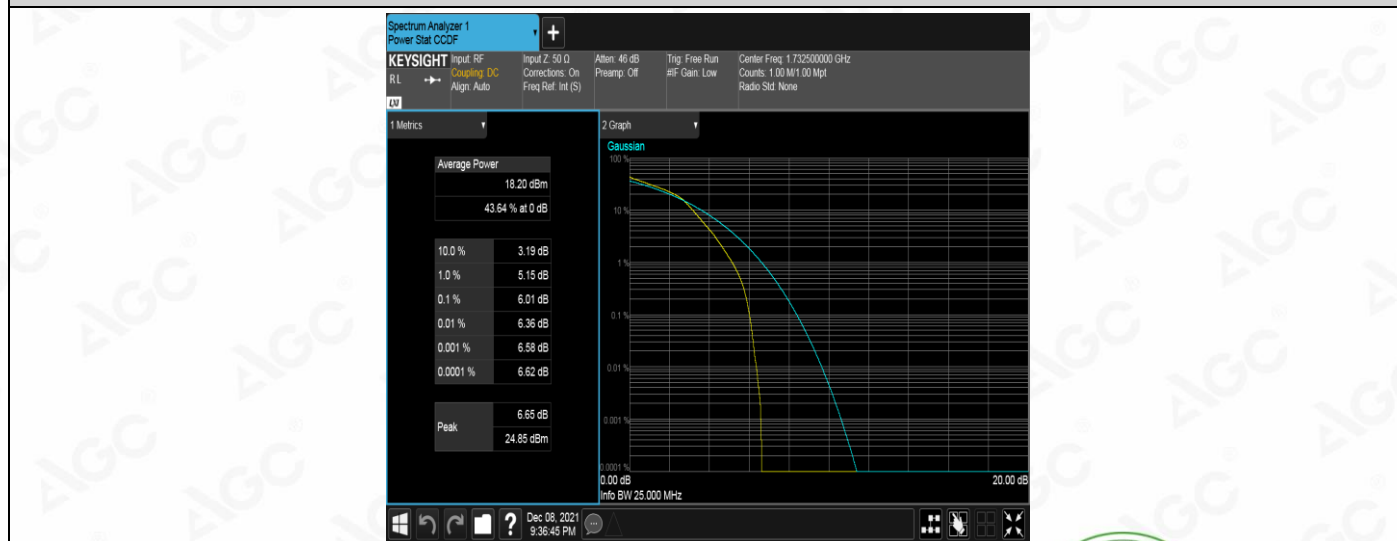 Spectrum Analyzer 1
Power Stat CCDF
+
KEYSIGHT
RL
LXI
Input: RF
Coupling: DC
Align: Auto
Input Z: 50 Ω
Corrections: On
Freq Ref: Int (S)
Atten: 46 dB
Preamp: Off
Trig: Free Run
#IF Gain: Low
Center Freq: 1.732500000 GHz
Counts: 1.00 M/1.00 Mpt
Radio Std: None
1 Metrics
Average Power
18.20 dBm
43.64 % at 0 dB
10.0 % 3.19 dB
1.0 % 5.15 dB
0.1 % 6.01 dB
0.01 % 6.36 dB
0.001 % 6.58 dB
0.0001 % 6.62 dB
Peak
6.65 dB
24.85 dBm
2 Graph
Gaussian
100 %
10 %
1 %
0.1 %
0.01 %
0.001 %
0.0001 %
0.00 dB 20.00 dB
Info BW 25.000 MHz
?
Dec 08, 2021
9:36:45 PM
AGC